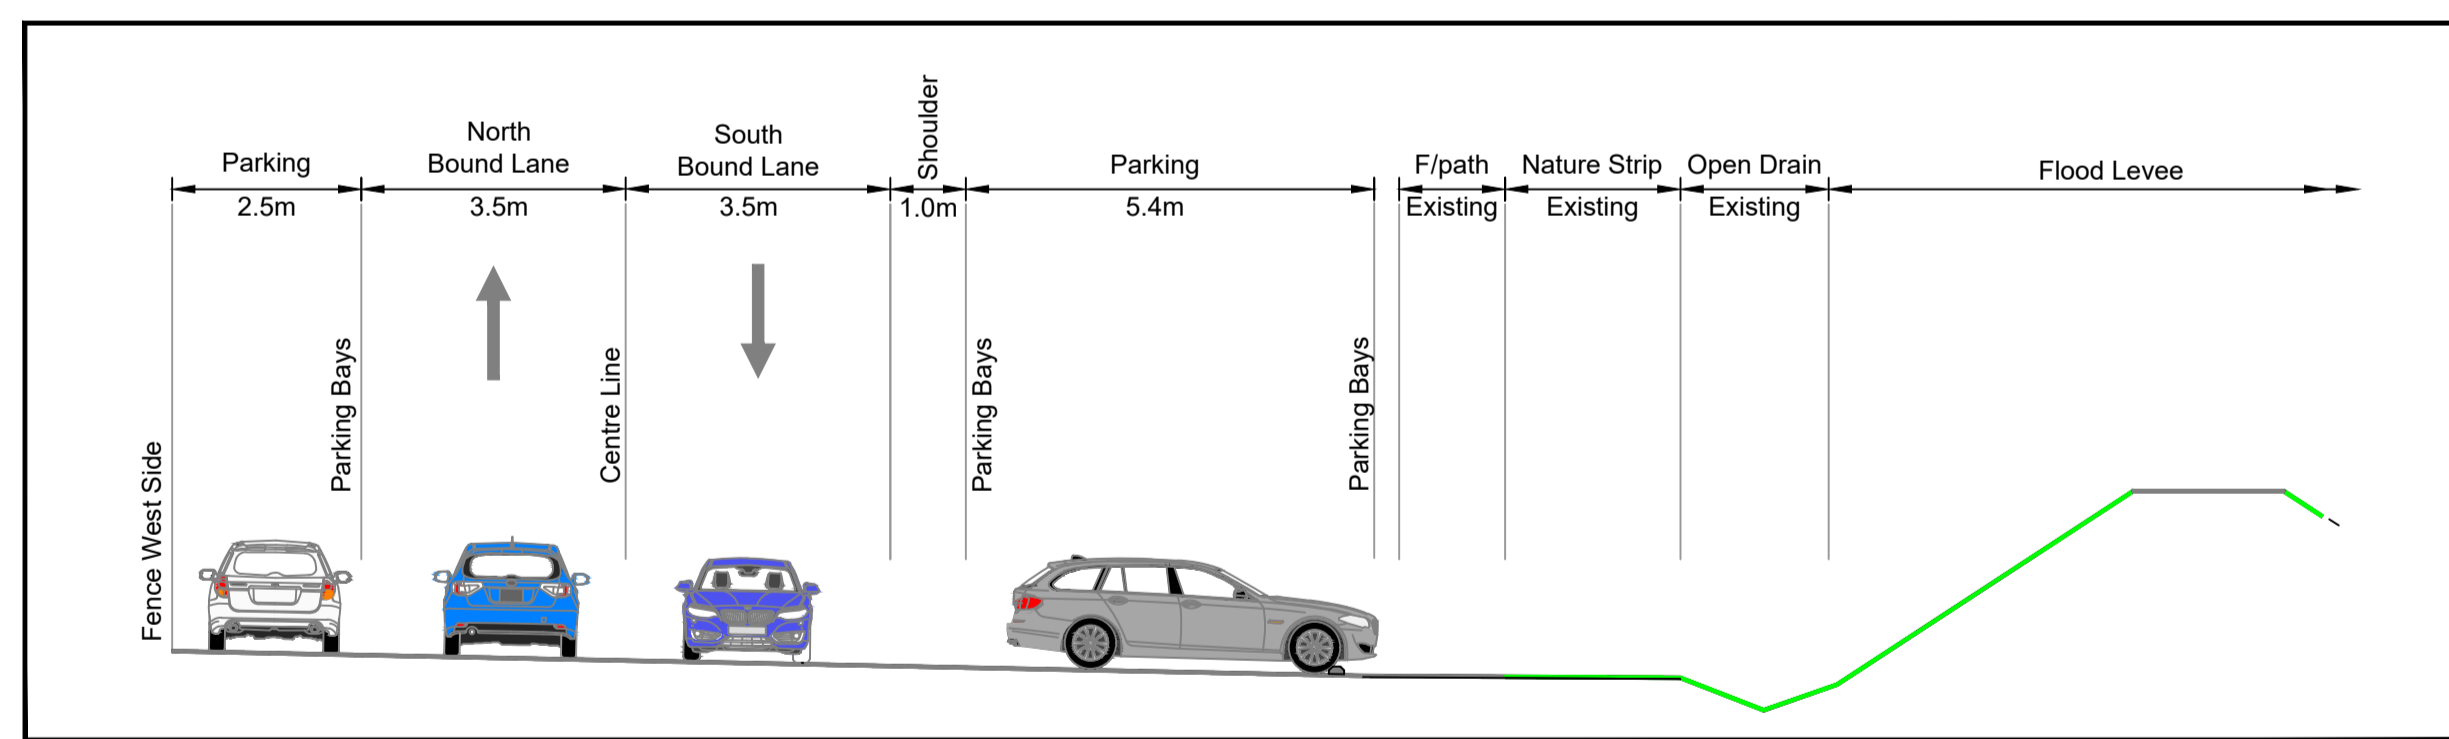 Shoulder
North
Bound Lane
South
Bound Lane
Parking
Parking
F/path
Nature Strip
Open Drain
Flood Levee
2.5m
3.5m
3.5m
1.0m
5.4m
Existing
Existing
Existing
Fence West Side
Parking Bays
Centre Line
Parking Bays
Parking Bays